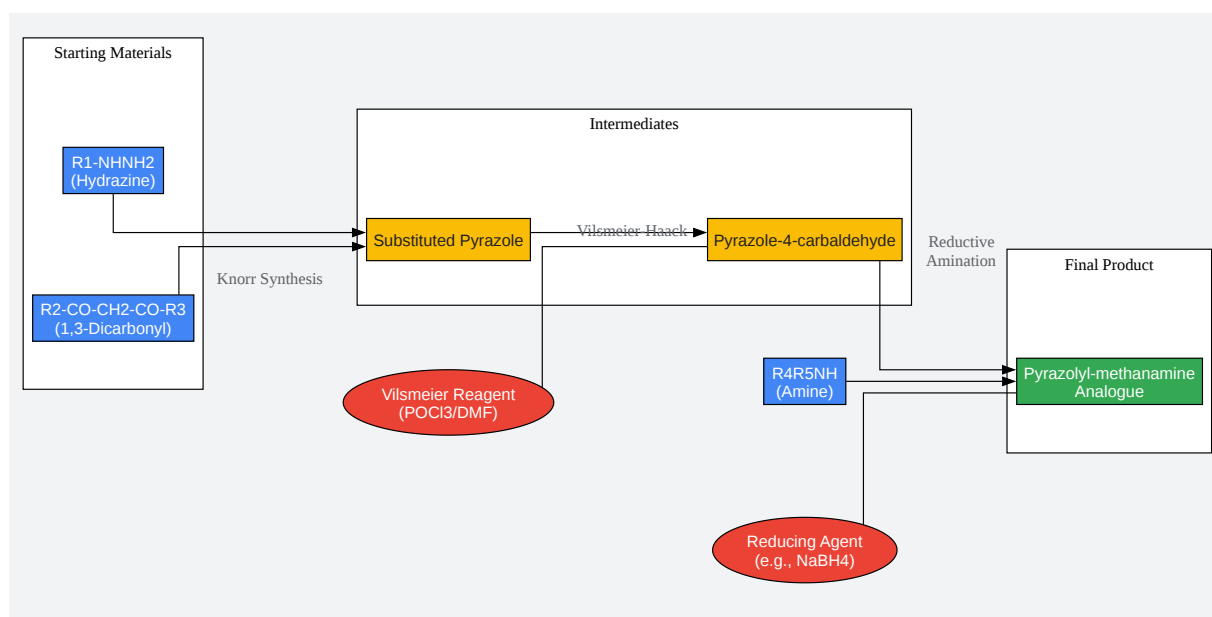 Starting Materials
R1-NHNH2
(Hydrazine)
R2-CO-CH2-CO-R3
(1,3-Dicarbonyl)
Knorr Synthesis
Intermediates
Substituted Pyrazole
Vilsmeier-Haack
Pyrazole-4-carbaldehyde
Vilsmeier Reagent
(POCl3/DMF)
Reductive
Amination
R4R5NH
(Amine)
Final Product
Pyrazolyl-methanamine
Analogue
Reducing Agent
(e.g., NaBH4)